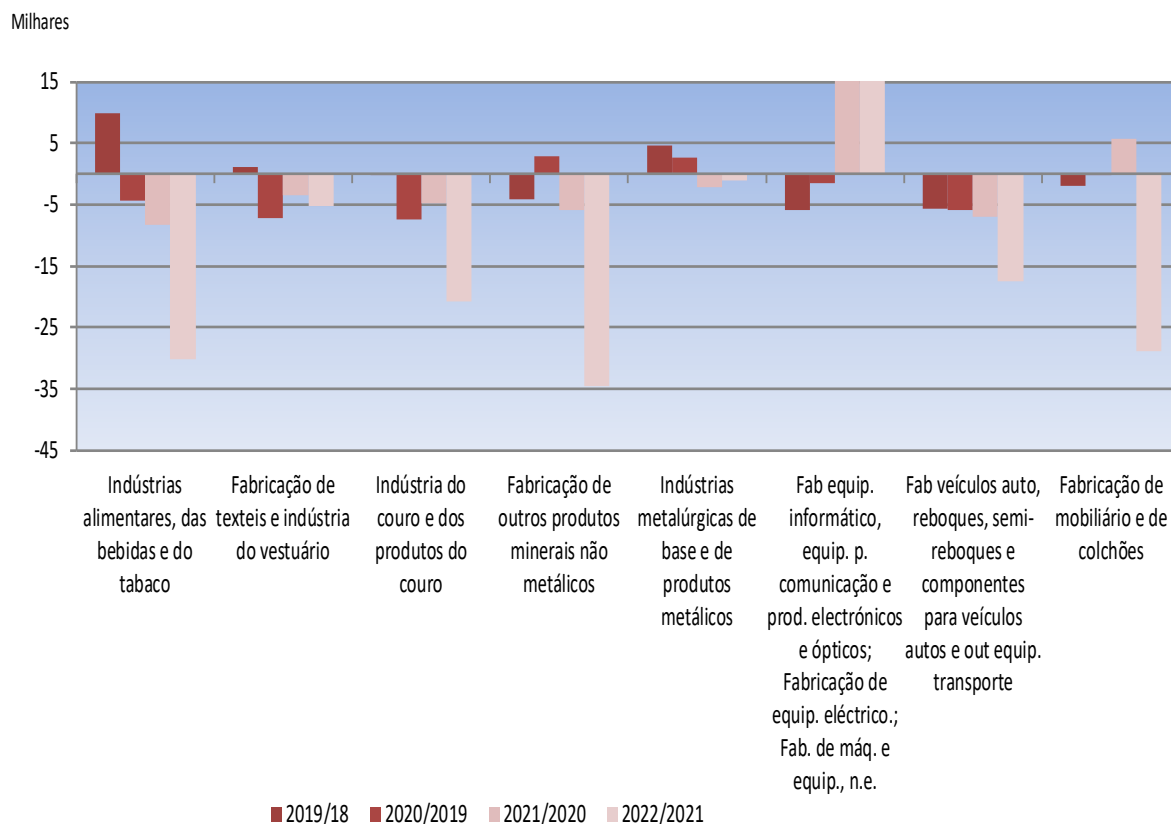 Milhares
15
5
-5
-15
-25
-35
-45
Indústrias
alimentares, das
bebidas e do
tabaco
Fabricação de
texteis e indústria
do vestuário
Indústria do
couro e dos
produtos do
couro
Fabricação de
outros produtos
minerais não
metálicos
Indústrias
metalúrgicas de
base e de
produtos
metálicos
Fab equip.
informático,
equip. p.
comunicação e
prod. electrónicos
e ópticos;
Fabricação de
equip. eléctrico.;
Fab. de máq. e
equip., n.e.
Fab veículos auto,
reboques, semi-
reboques e
componentes
para veículos
autos e out equip.
transporte
Fabricação de
mobiliário e de
colchões
2019/18 2020/2019 2021/2020 2022/2021